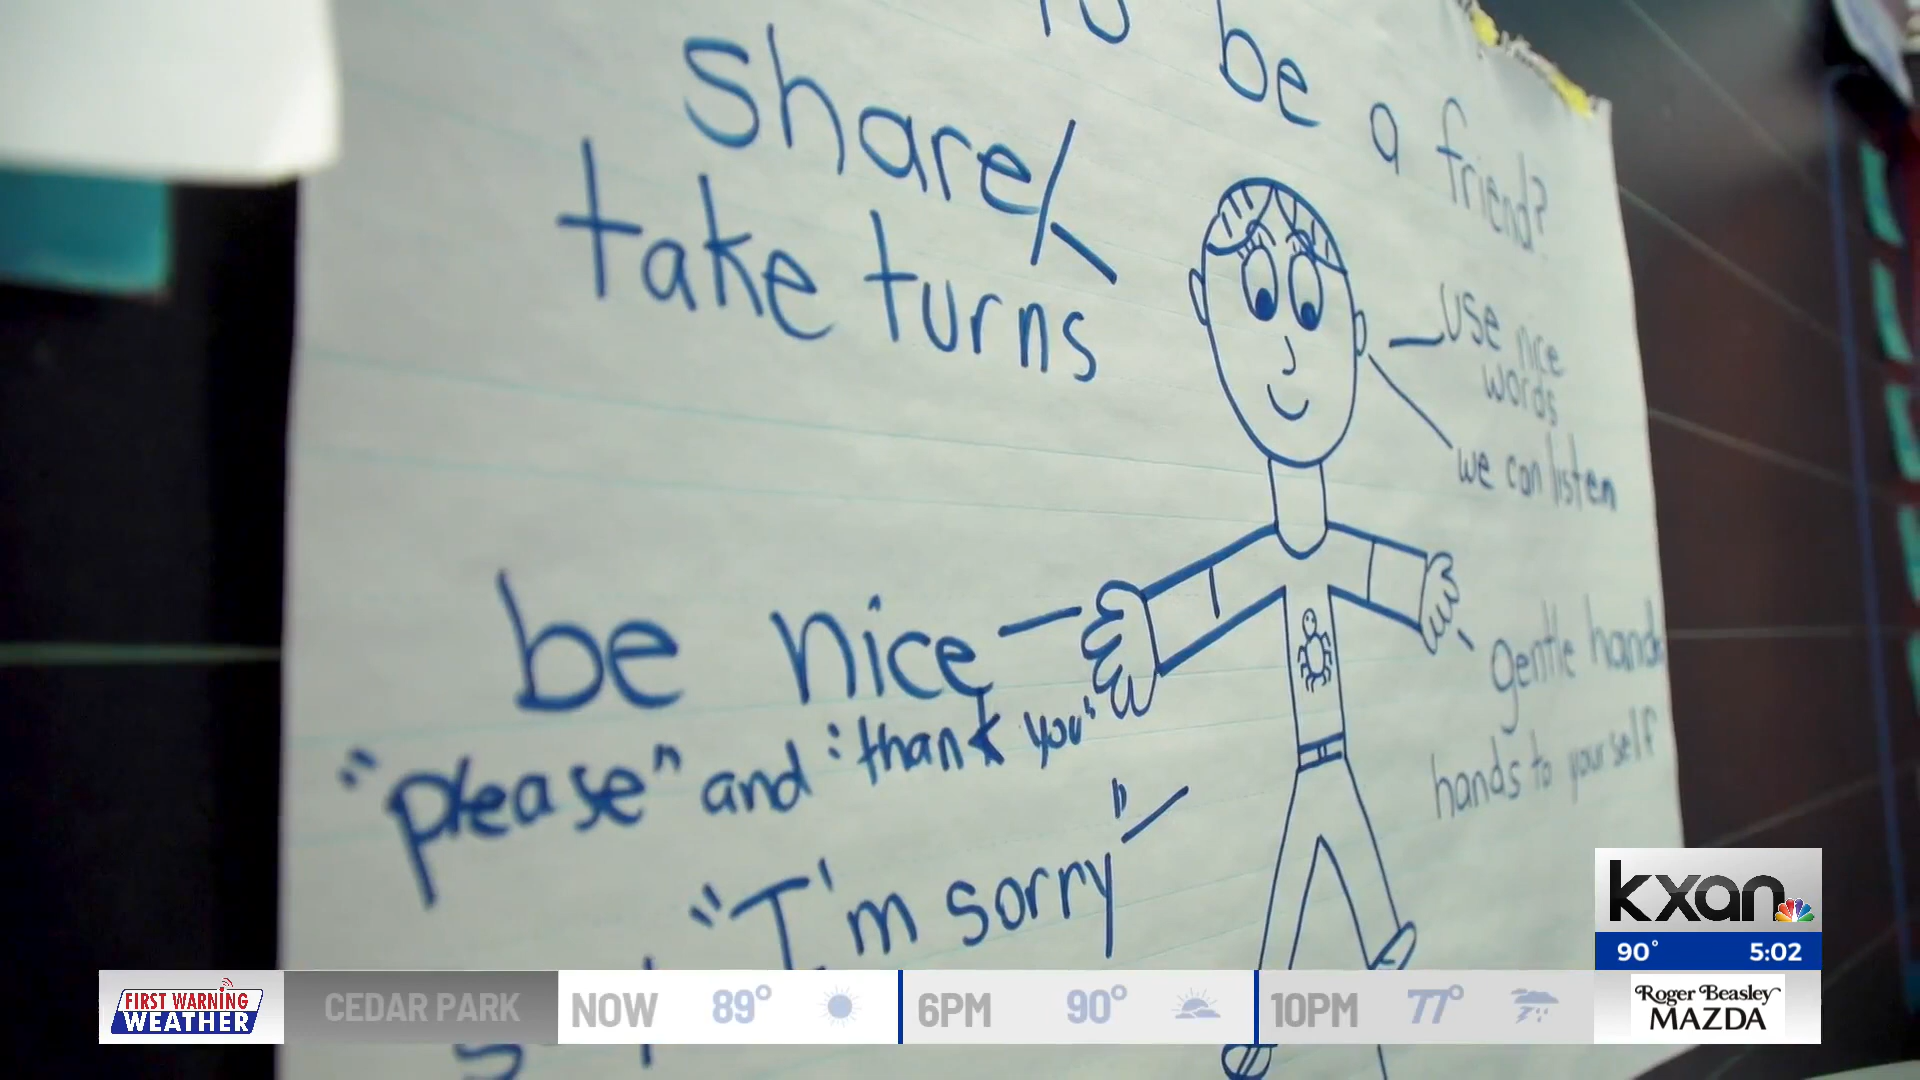 to be a friend?
share/
take turns
use nice
words
we can listen
be nice
"please" and "thank you"
"I'm sorry"
gentle hands
hands to yourself
kxan
90° 5:02
FIRST WARNING
WEATHER
CEDAR PARK
NOW 89°
6PM 90°
10PM 77°
Roger Beasley
MAZDA